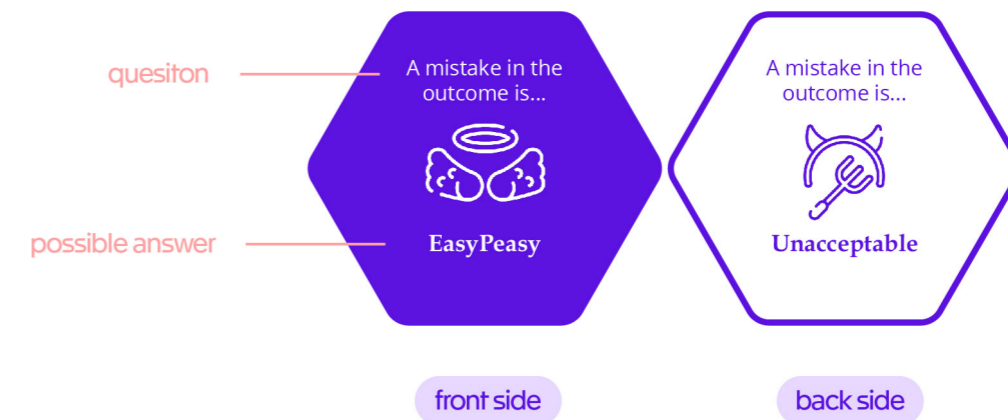 quesiton
A mistake in the
outcome is...
EasyPeasy
possible answer
front side
A mistake in the
outcome is...
Unacceptable
back side